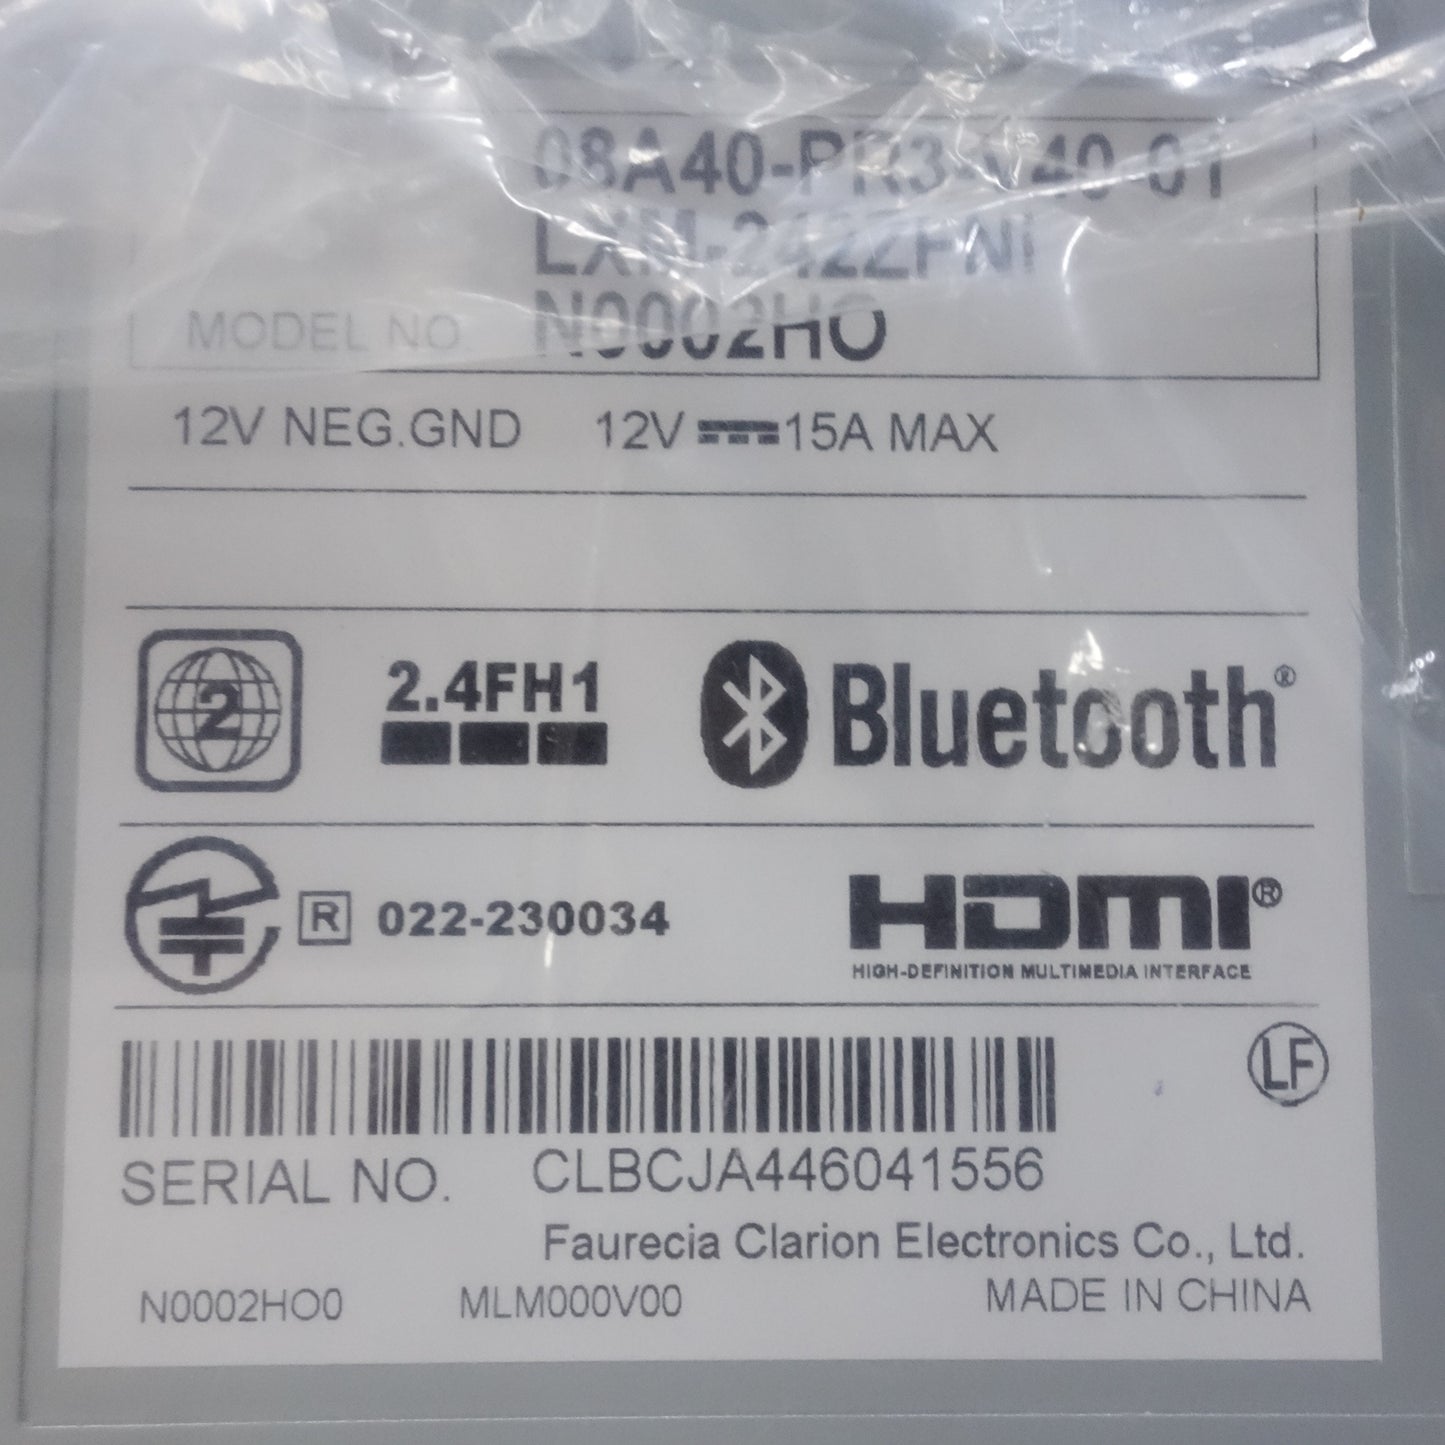 08A40-PR3-V40-01
LXM-242ZFNI
MODEL NO. N0002HO
12V NEG.GND 12V 15A MAX
2 2.4FH1 Bluetooth®
R 022-230034 HDMI®
HIGH-DEFINITION MULTIMEDIA INTERFACE
LF
SERIAL NO. CLBCJA446041556
Faurecia Clarion Electronics Co., Ltd.
N0002HO0 MLM000V00 MADE IN CHINA